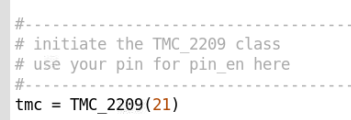 #-----------------------------------
# initiate the TMC_2209 class
# use your pin for pin_en here
#-----------------------------------
tmc = TMC_2209(21)